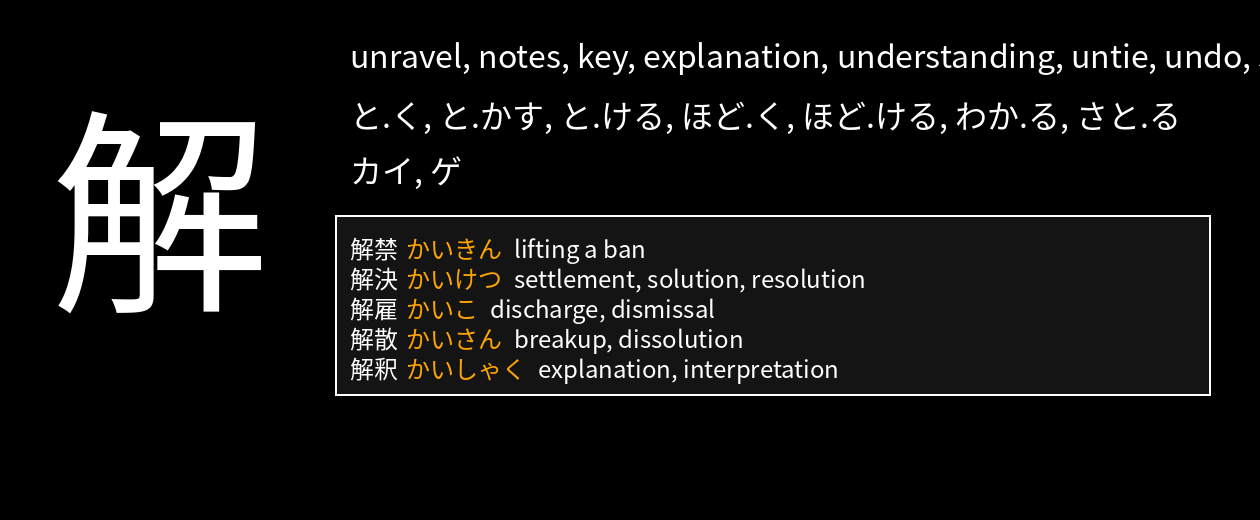 解
unravel, notes, key, explanation, understanding, untie, undo,
と.く, と.かす, と.ける, ほど.く, ほど.ける, わか.る, さと.る
カイ, ゲ
解禁 かいきん lifting a ban
解決 かいけつ settlement, solution, resolution
解雇 かいこ discharge, dismissal
解散 かいさん breakup, dissolution
解釈 かいしゃく explanation, interpretation